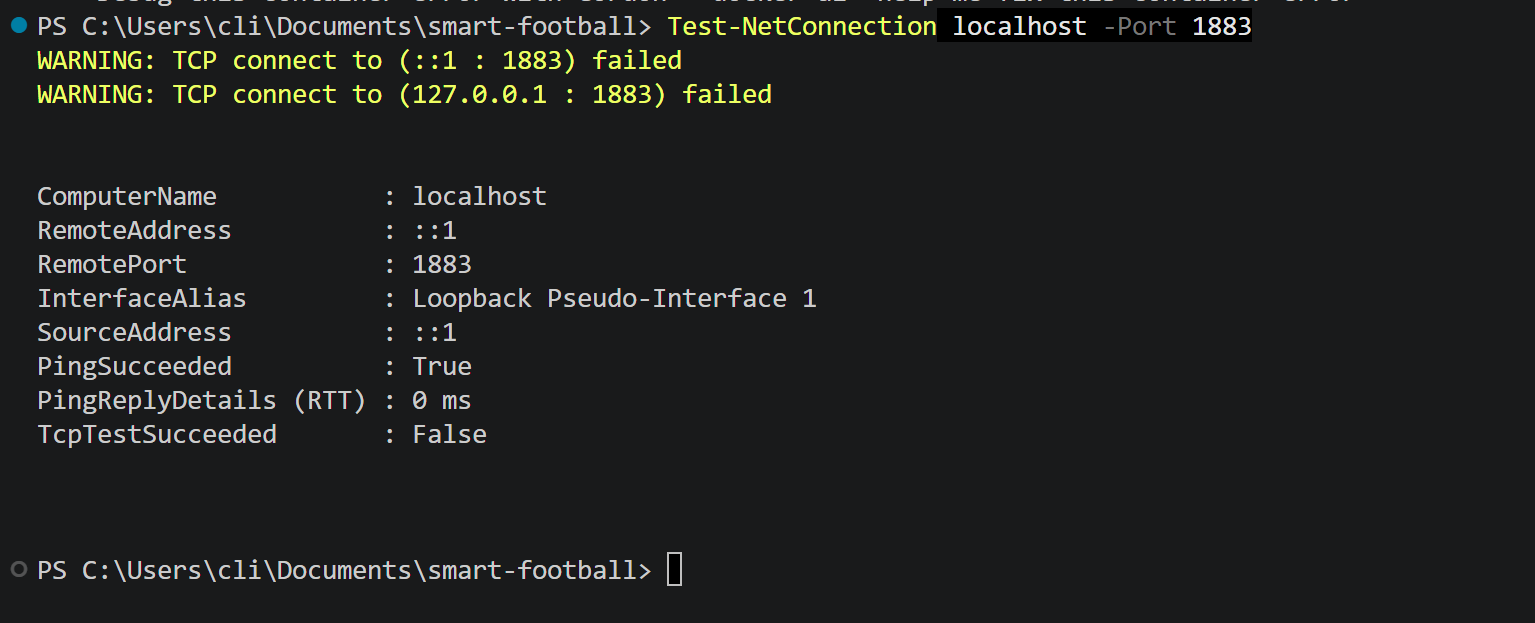 PS C:\Users\cli\Documents\smart-football> Test-NetConnection localhost -Port 1883
WARNING: TCP connect to (::1 : 1883) failed
WARNING: TCP connect to (127.0.0.1 : 1883) failed
ComputerName : localhost
RemoteAddress : ::1
RemotePort : 1883
InterfaceAlias : Loopback Pseudo-Interface 1
SourceAddress : ::1
PingSucceeded : True
PingReplyDetails (RTT) : 0 ms
TcpTestSucceeded : False
PS C:\Users\cli\Documents\smart-football>